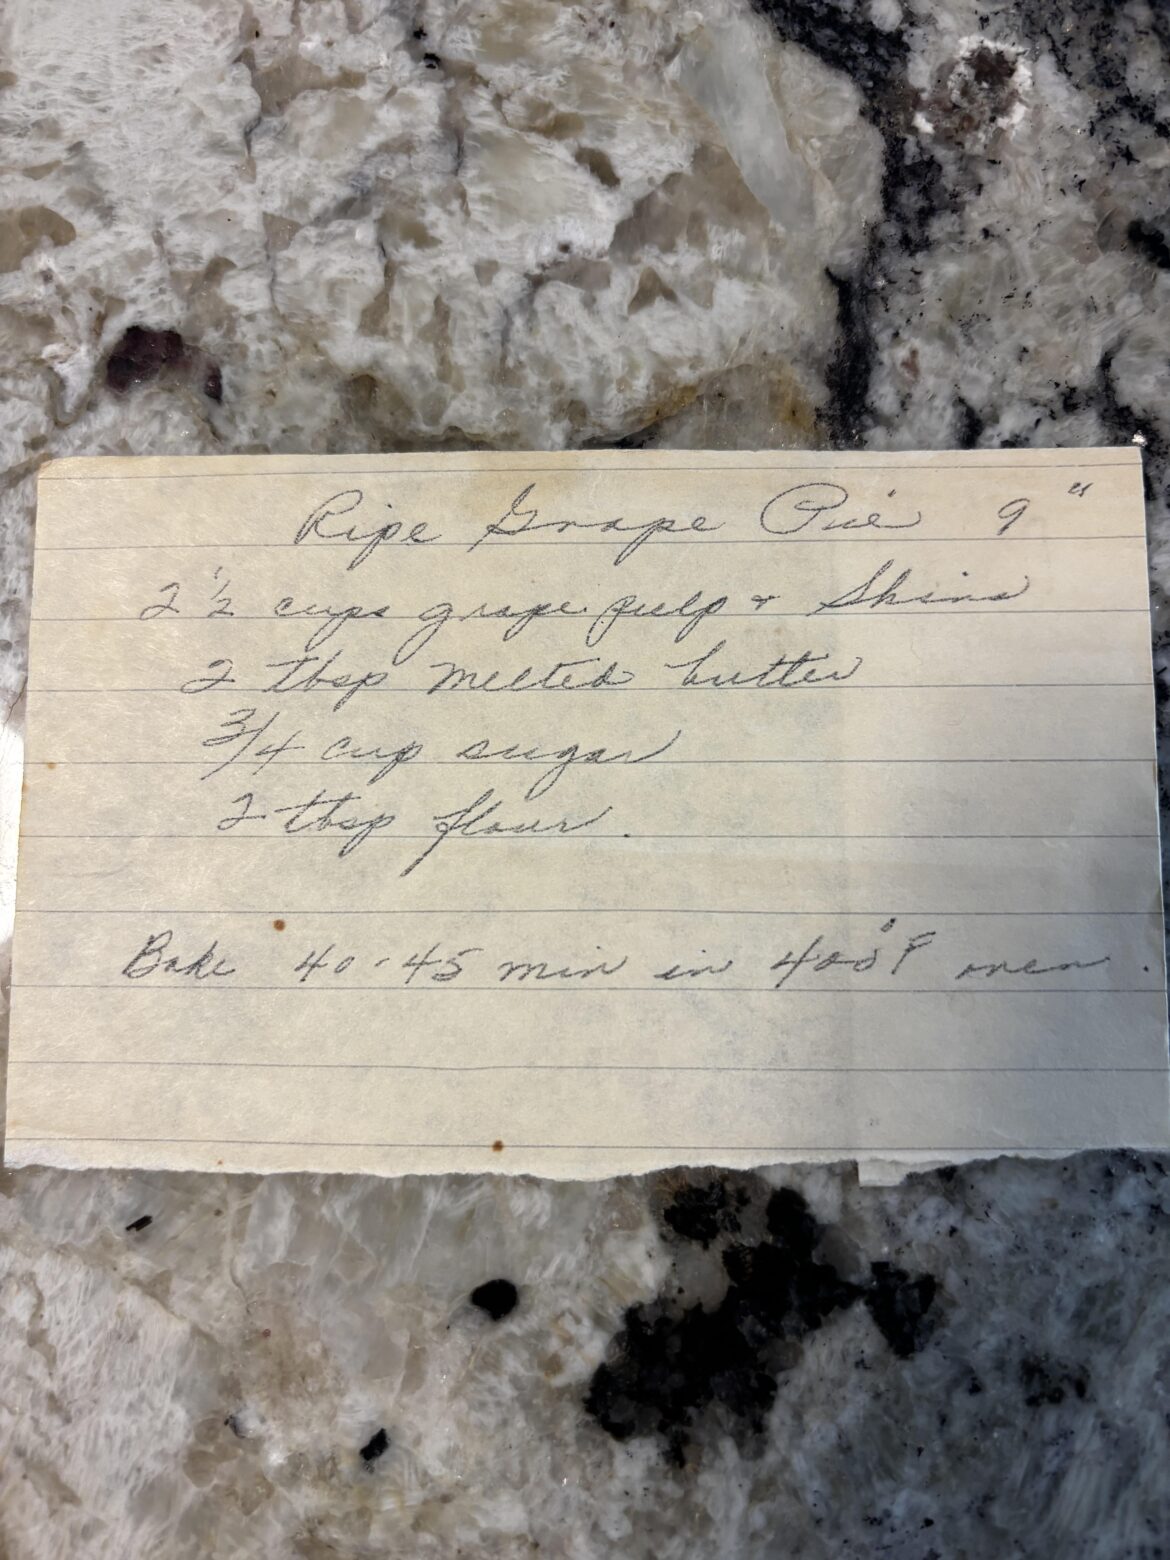 Ripe Grape Pie 9"
2 1/2 cups grape pulp + Skins
2 tbsp melted butter
3/4 cup sugar
2 tbsp flour.
Bake 40-45 min in 400°F oven.